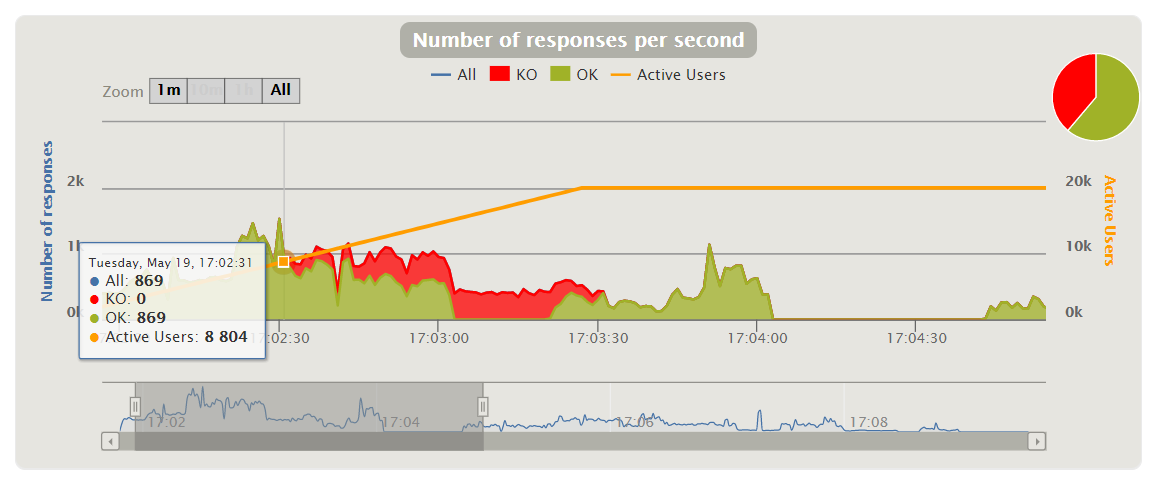 Number of responses per second
All KO OK Active Users
Zoom 1m 10m 1h All
Number of responses
Active Users
2k
1
0k
20k
10k
0k
Tuesday, May 19, 17:02:31
All: 869
KO: 0
OK: 869
Active Users: 8 804
17:02:30 17:03:00 17:03:30 17:04:00 17:04:30
17:02 17:04 17:06 17:08